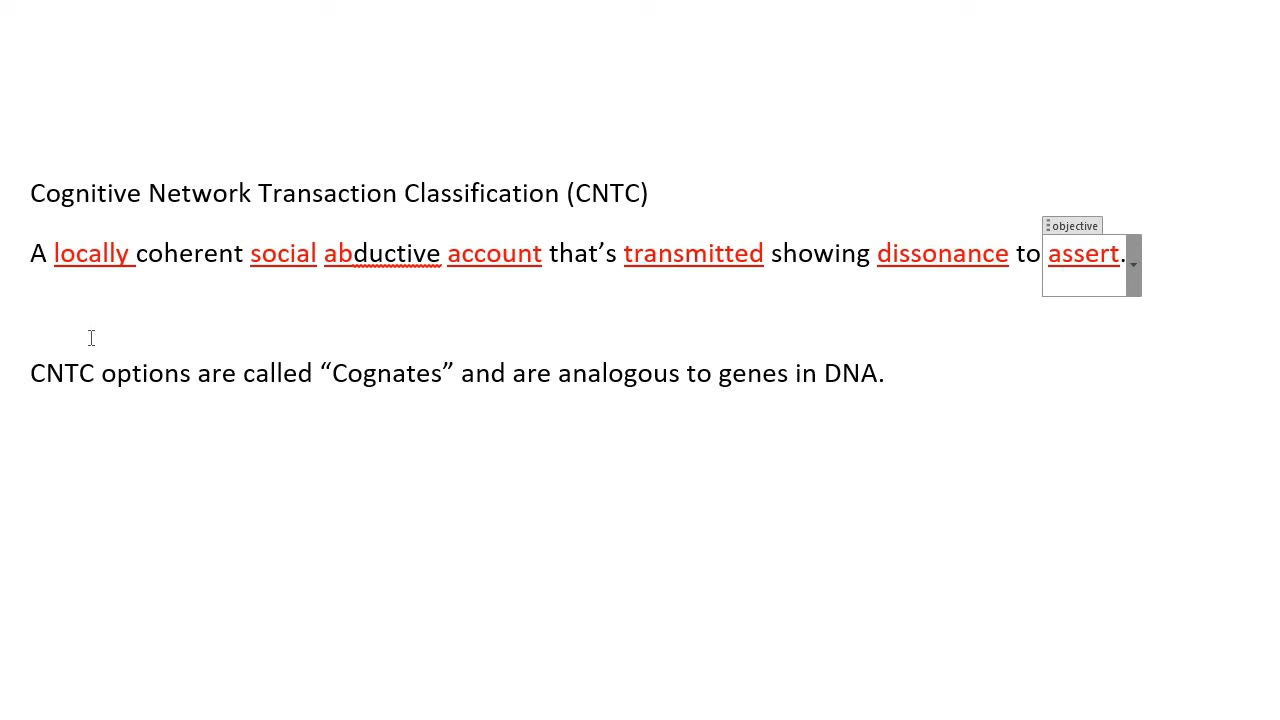 Cognitive Network Transaction Classification (CNTC)
objective
A locally coherent social abductive account that’s transmitted showing dissonance to assert.
CNTC options are called “Cognates” and are analogous to genes in DNA.